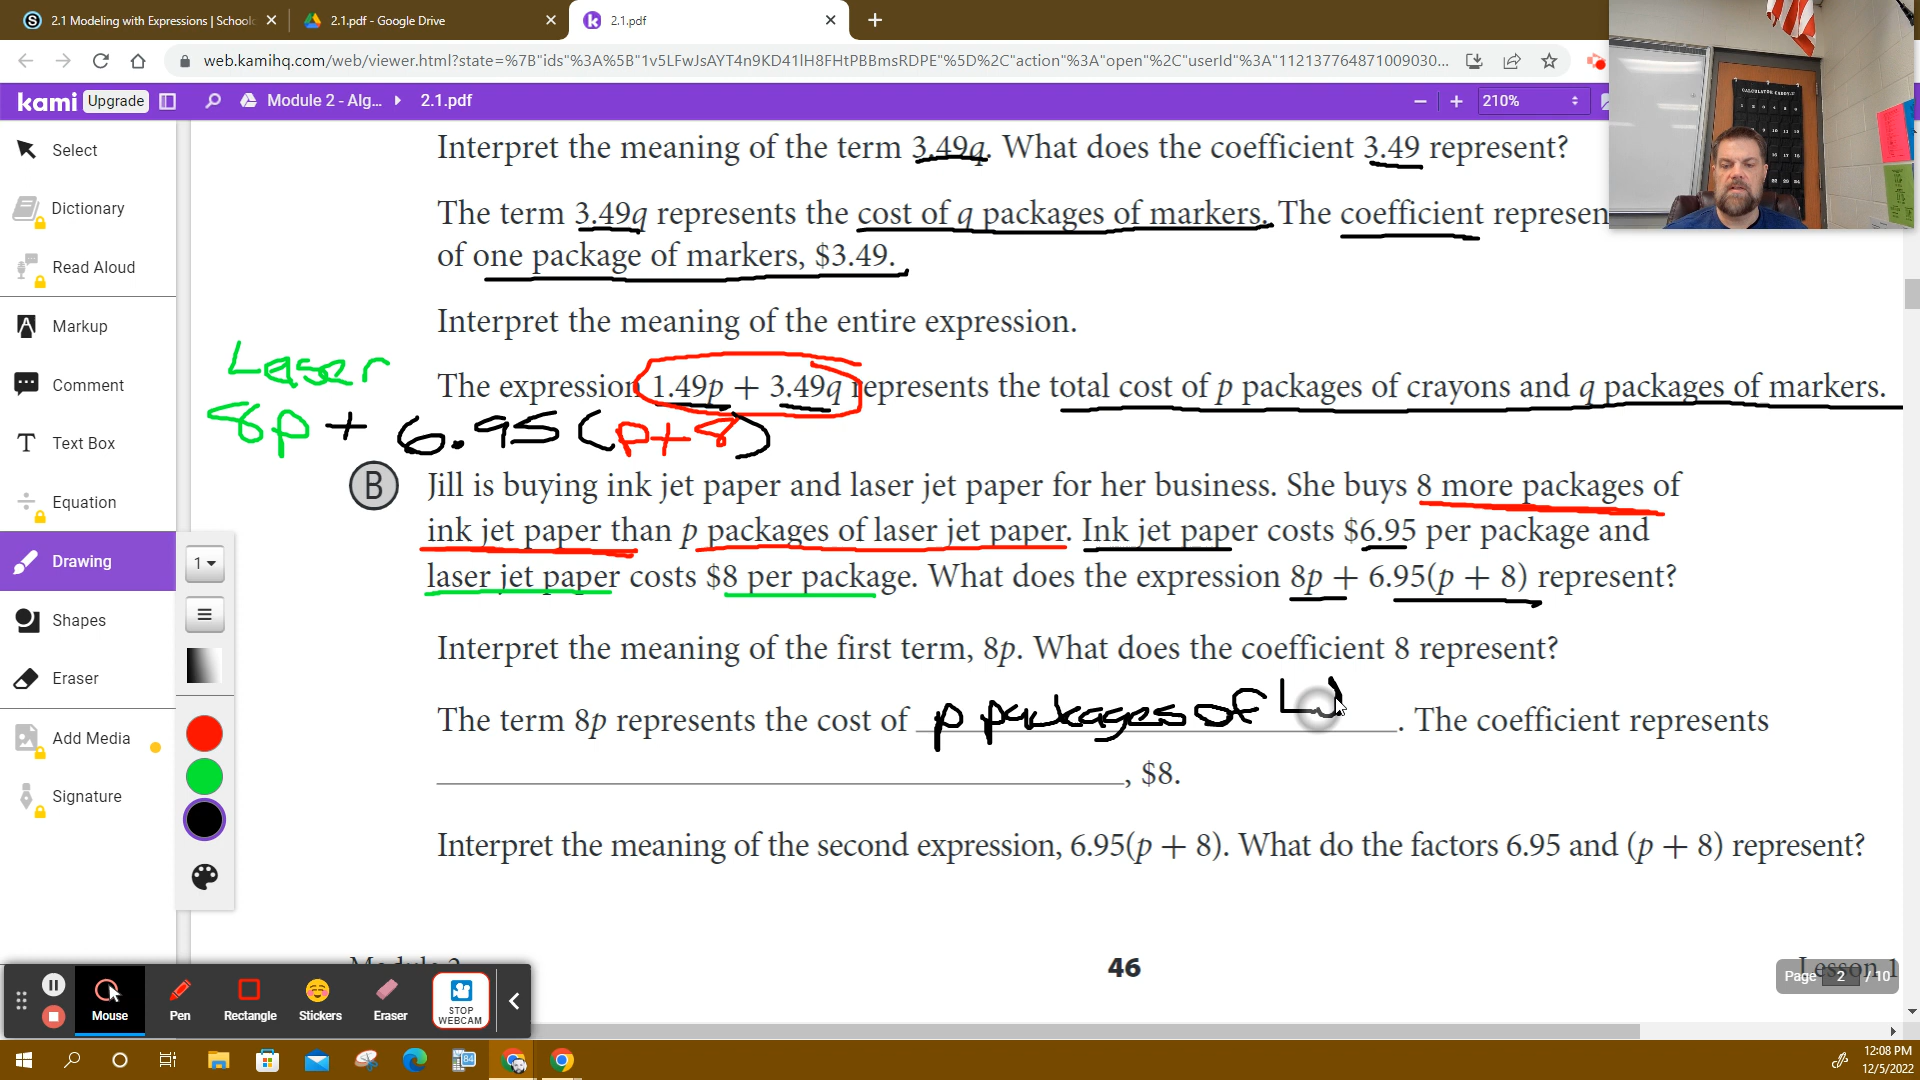 2.1 Modeling with Expressions | Schoolo
2.1.pdf - Google Drive
2.1.pdf
web.kamihq.com/web/viewer.html?state=%7B"ids"%3A%5B"1v5LFwJsAYT4n9KD41lH8FHtPBBmsRDPE"%5D%2C"action"%3A"open"%2C"userId"%3A"112137764871009030...
kami Upgrade Module 2 - Alg... 2.1.pdf 210%
Select
Dictionary
Read Aloud
Markup
Comment
Text Box
Equation
Drawing
Shapes
Eraser
Add Media
Signature
1
CALCULATOR CADDY
Interpret the meaning of the term 3.49q. What does the coefficient 3.49 represent?
The term 3.49q represents the cost of q packages of markers. The coefficient represen
of one package of markers, $3.49.
Interpret the meaning of the entire expression.
Laser
The expression 1.49p + 3.49q represents the total cost of p packages of crayons and q packages of markers.
8p + 6.95(p+8)
B Jill is buying ink jet paper and laser jet paper for her business. She buys 8 more packages of
ink jet paper than p packages of laser jet paper. Ink jet paper costs $6.95 per package and
laser jet paper costs $8 per package. What does the expression 8p + 6.95(p + 8) represent?
Interpret the meaning of the first term, 8p. What does the coefficient 8 represent?
The term 8p represents the cost of p packages of L . The coefficient represents
, $8.
Interpret the meaning of the second expression, 6.95(p + 8). What do the factors 6.95 and (p + 8) represent?
46
Lesson 1
Page 2 / 10
Mouse
Pen
Rectangle
Stickers
Eraser
STOP
WEBCAM
84
12:08 PM
12/5/2022